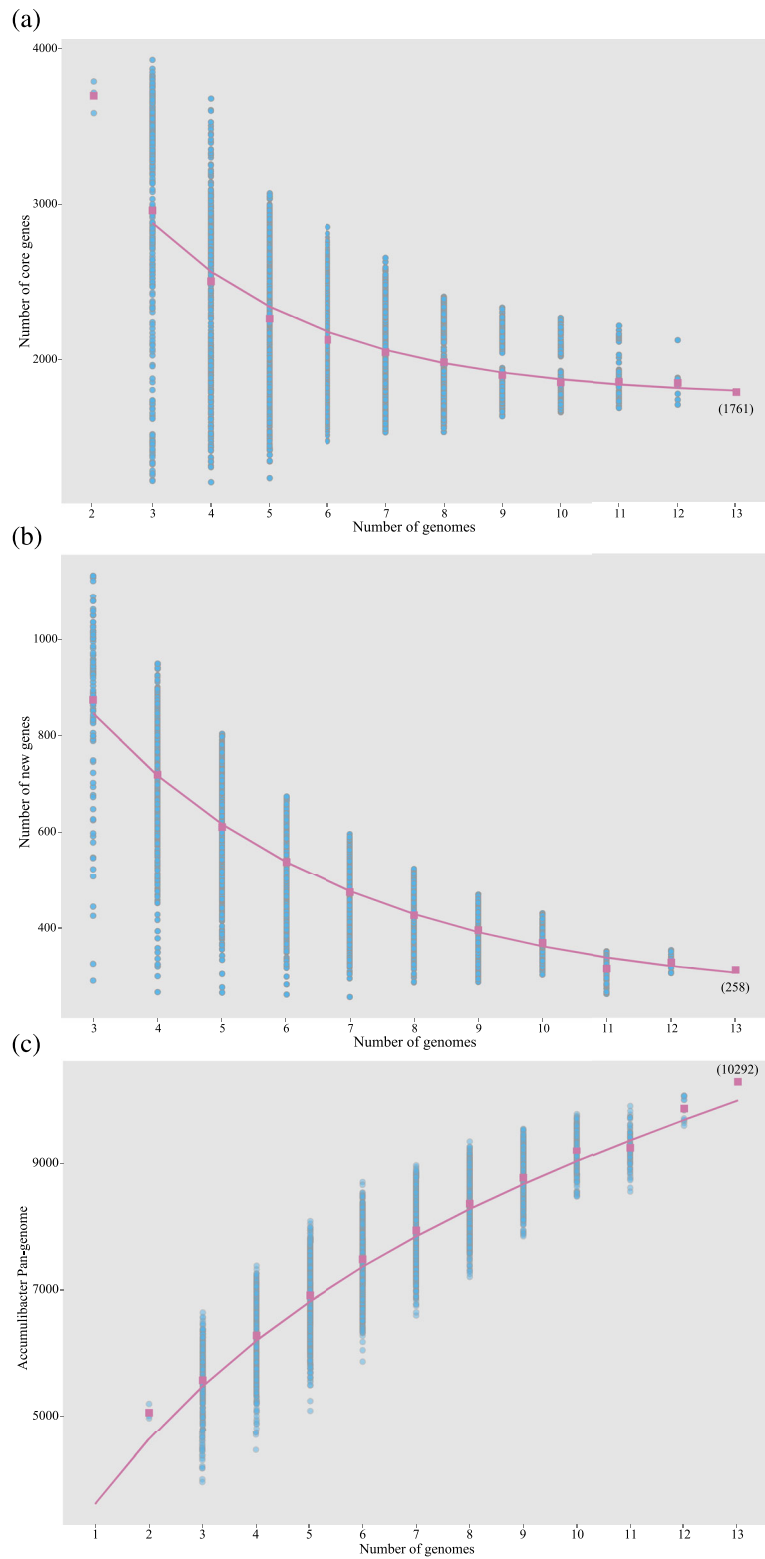 (a)
4000
3000
2000
Number of core genes
(1761)
2 3 4 5 6 7 8 9 10 11 12 13
Number of genomes
(b)
1000
800
600
400
Number of new genes
(258)
3 4 5 6 7 8 9 10 11 12 13
Number of genomes
(c)
(10292)
9000
7000
5000
Accumulibacter Pan-genome
1 2 3 4 5 6 7 8 9 10 11 12 13
Number of genomes